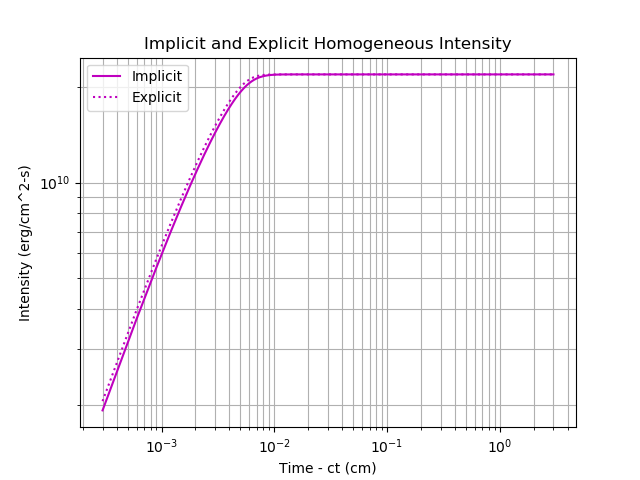 Implicit and Explicit Homogeneous Intensity
Implicit
Explicit
Intensity (erg/cm^2-s)
10^10
10^−3
10^−2
10^−1
10^0
Time - ct (cm)